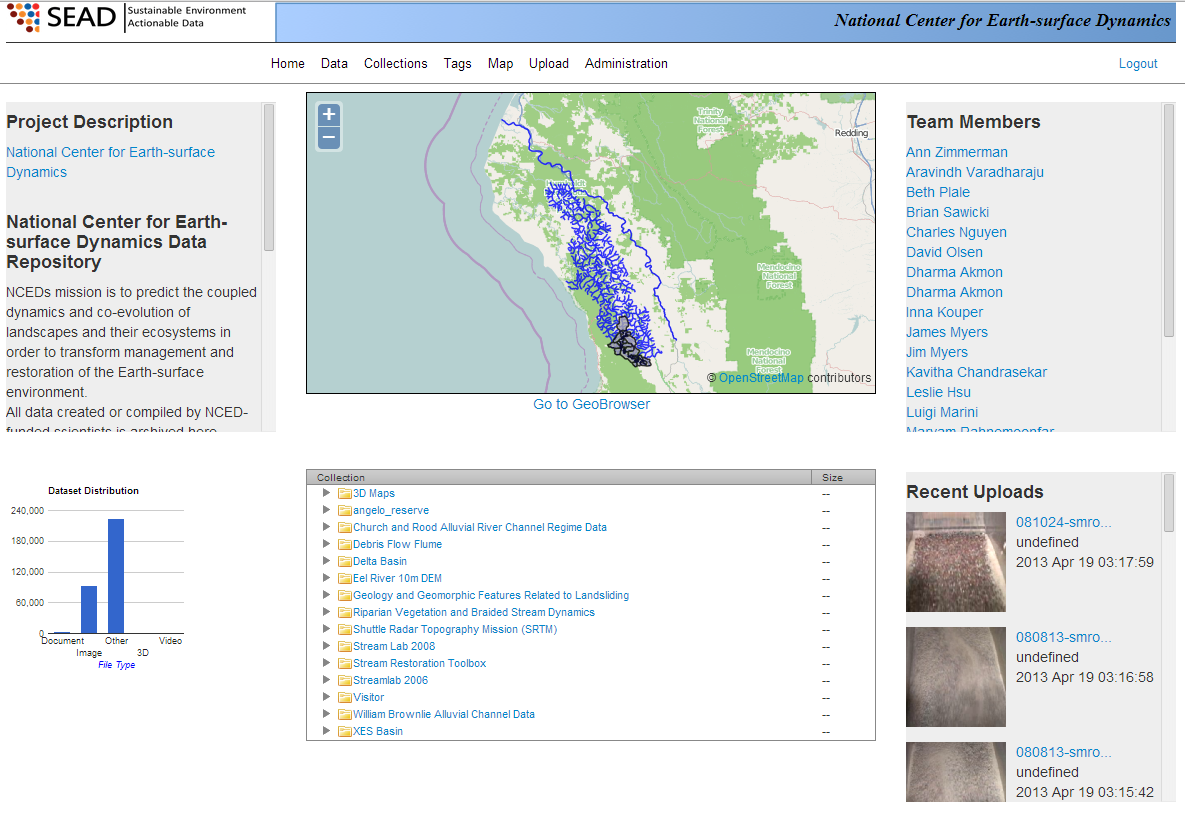 SEAD
Sustainable Environment
Actionable Data
National Center for Earth-surface Dynamics
Home Data Collections Tags Map Upload Administration
Logout
Project Description
National Center for Earth-surface
Dynamics
National Center for Earth-
surface Dynamics Data
Repository
NCEDs mission is to predict the coupled
dynamics and co-evolution of
landscapes and their ecosystems in
order to transform management and
restoration of the Earth-surface
environment.
All data created or compiled by NCED-
funded scientists is archived here
+
−
Trinity
National
Forest
Redding
Mendocino
National
Forest
Mendocino
National
Forest
© OpenStreetMap contributors
Go to GeoBrowser
Team Members
Ann Zimmerman
Aravindh Varadharaju
Beth Plale
Brian Sawicki
Charles Nguyen
David Olsen
Dharma Akmon
Dharma Akmon
Inna Kouper
James Myers
Jim Myers
Kavitha Chandrasekar
Leslie Hsu
Luigi Marini
Maryam Rahnemoonfar
Dataset Distribution
240,000
180,000
120,000
60,000
0
Document Other Video
Image 3D
File Type
Collection Size
3D Maps --
angelo_reserve --
Church and Rood Alluvial River Channel Regime Data --
Debris Flow Flume --
Delta Basin --
Eel River 10m DEM --
Geology and Geomorphic Features Related to Landsliding --
Riparian Vegetation and Braided Stream Dynamics --
Shuttle Radar Topography Mission (SRTM) --
Stream Lab 2008 --
Stream Restoration Toolbox --
Streamlab 2006 --
Visitor --
William Brownlie Alluvial Channel Data --
XES Basin --
Recent Uploads
081024-smro...
undefined
2013 Apr 19 03:17:59
080813-smro...
undefined
2013 Apr 19 03:16:58
080813-smro...
undefined
2013 Apr 19 03:15:42